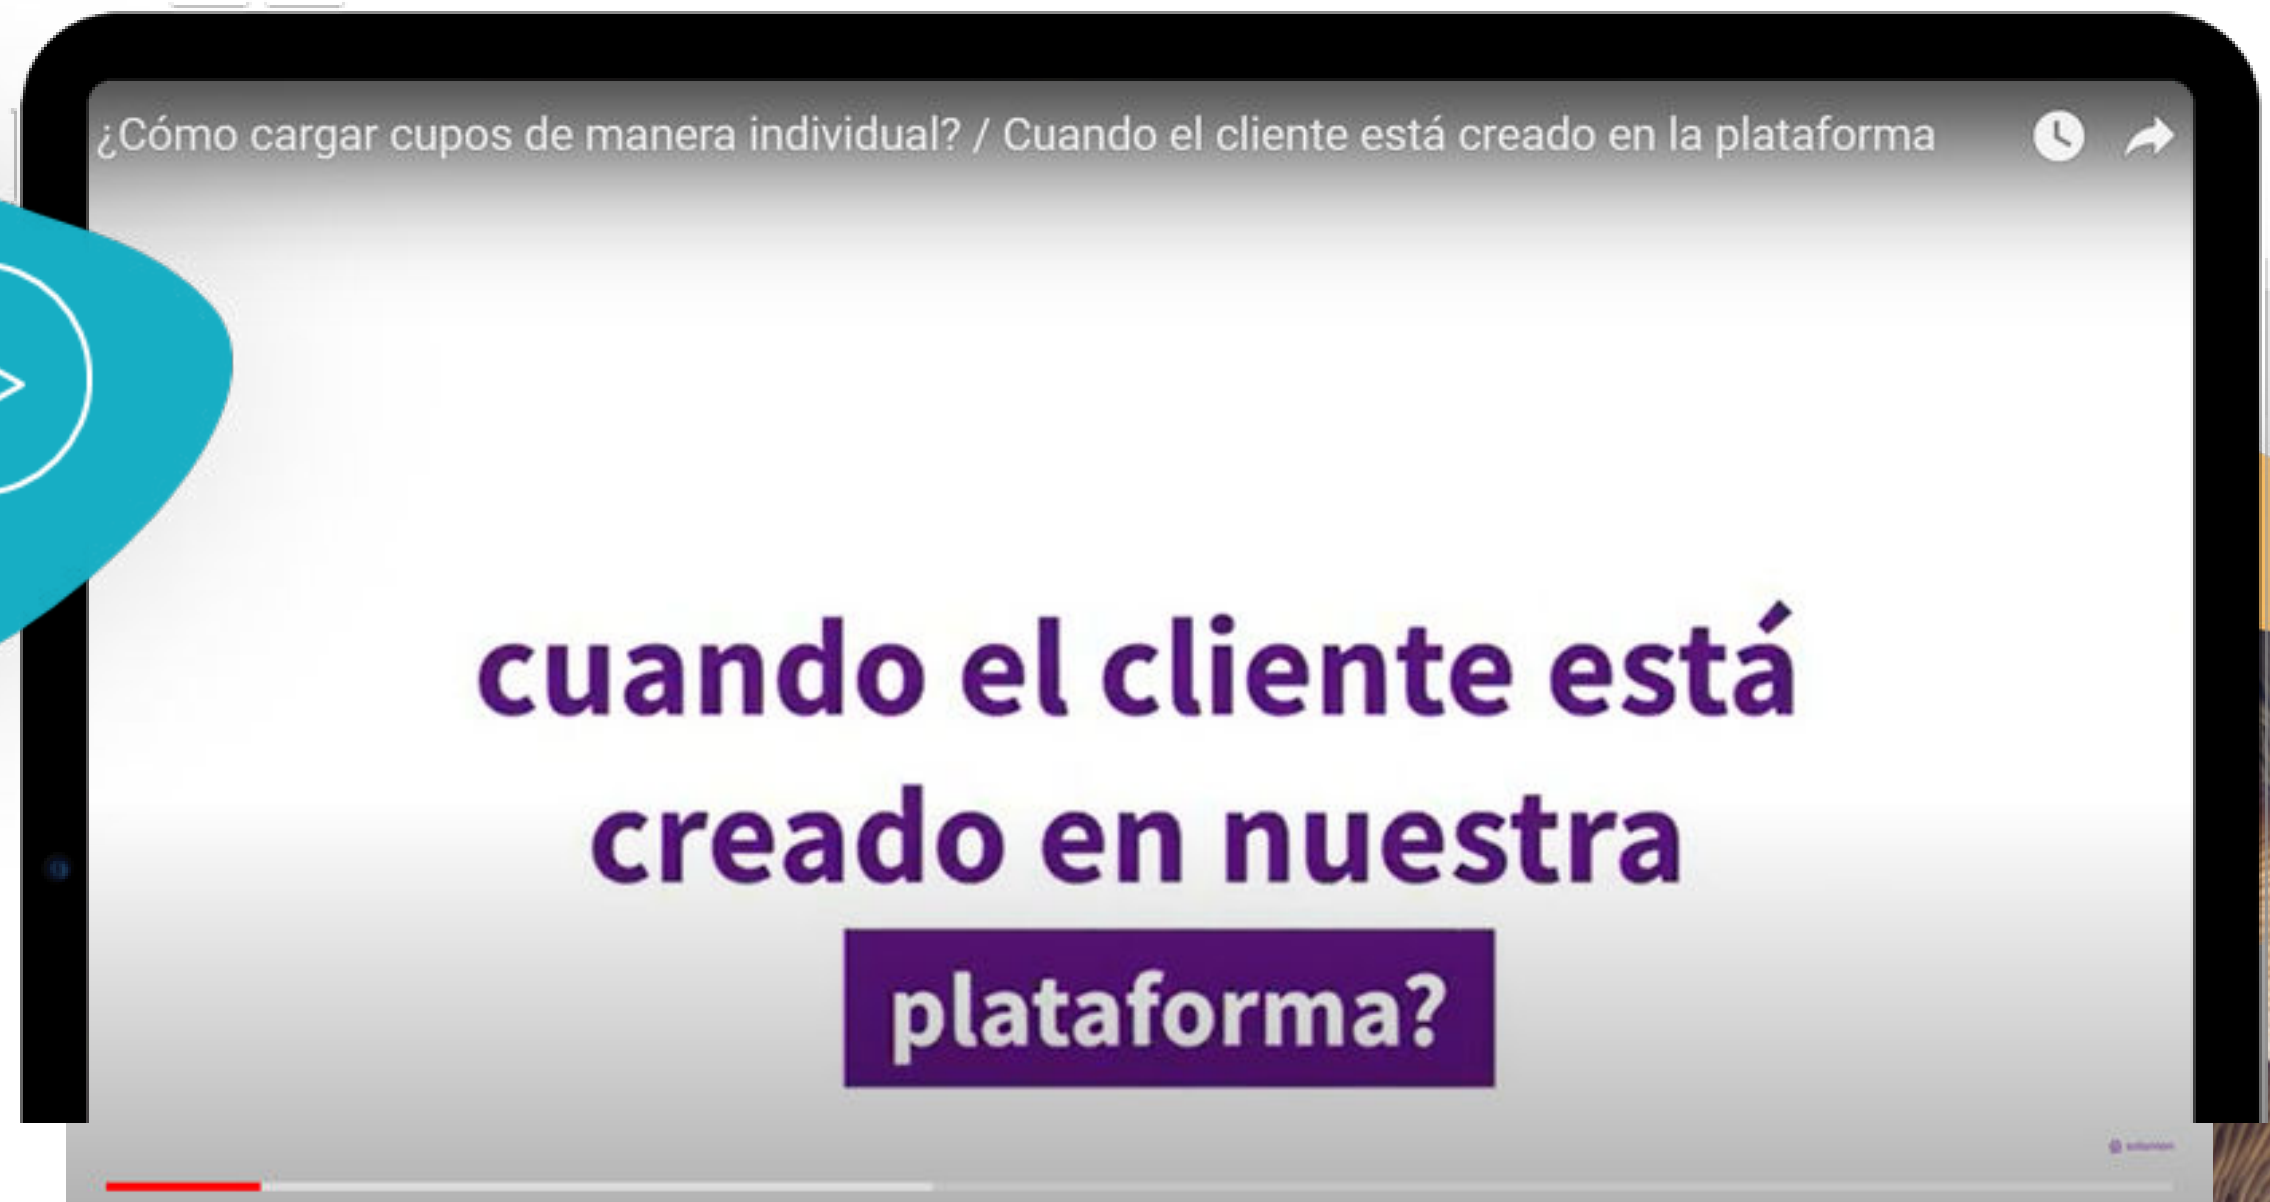 ¿Cómo cargar cupos de manera individual? / Cuando el cliente está creado en la plataforma
cuando el cliente está
creado en nuestra
plataforma?